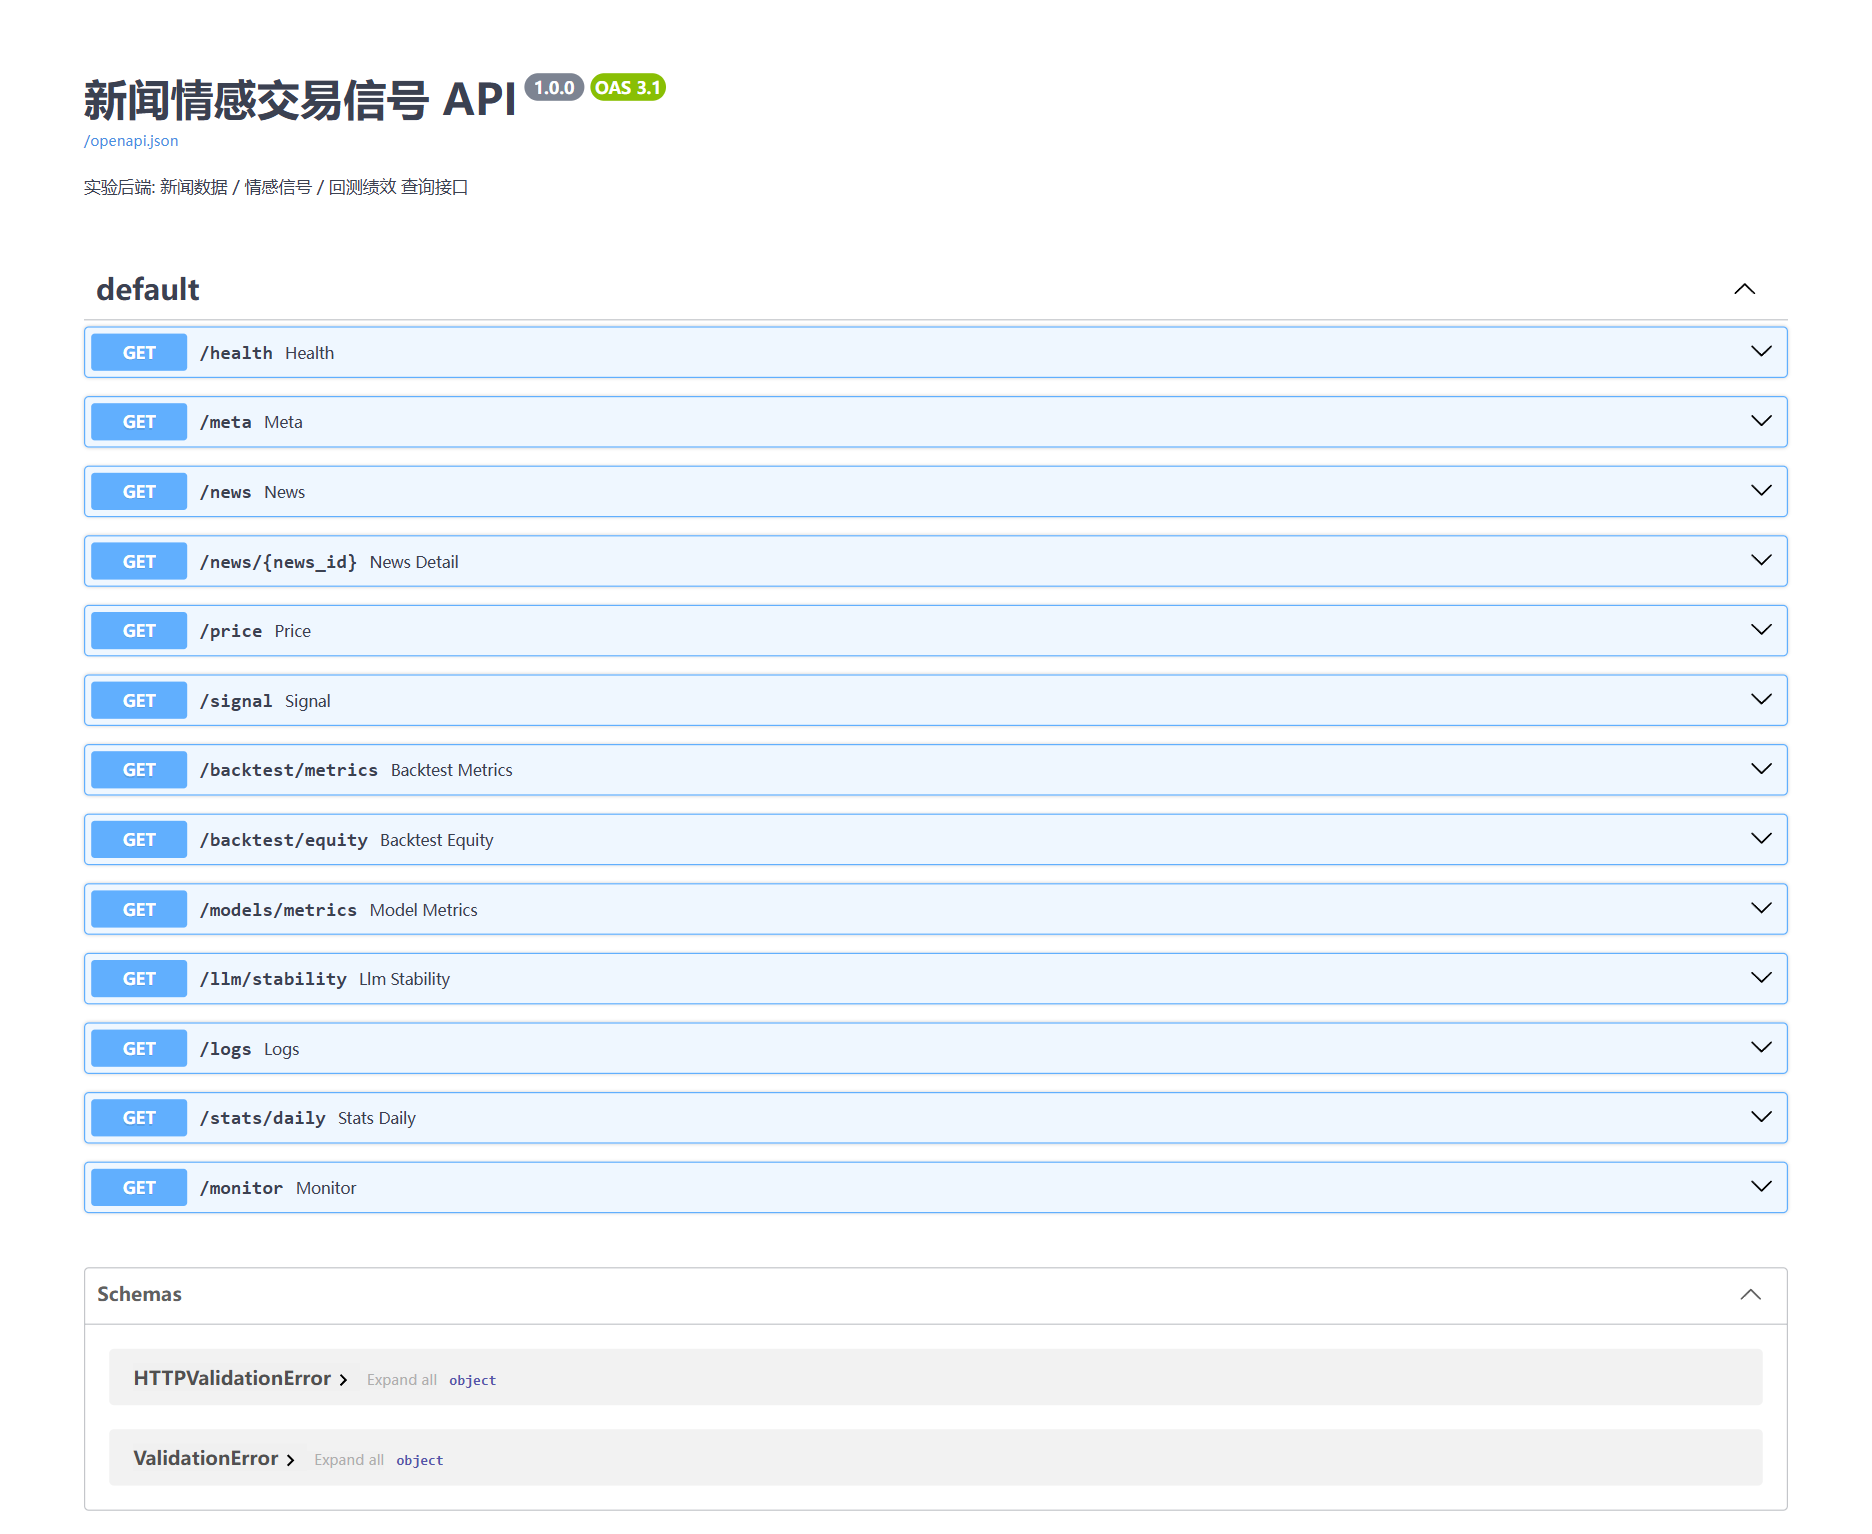 新闻情感交易信号 API 1.0.0 OAS 3.1
/openapi.json
实验后端: 新闻数据 / 情感信号 / 回测绩效 查询接口
default
GET /health Health
GET /meta Meta
GET /news News
GET /news/{news_id} News Detail
GET /price Price
GET /signal Signal
GET /backtest/metrics Backtest Metrics
GET /backtest/equity Backtest Equity
GET /models/metrics Model Metrics
GET /llm/stability Llm Stability
GET /logs Logs
GET /stats/daily Stats Daily
GET /monitor Monitor
Schemas
HTTPValidationError Expand all object
ValidationError Expand all object